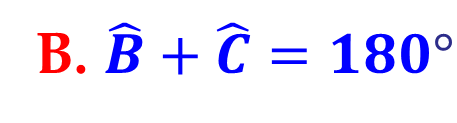 B. B̂ + Ĉ = 180°